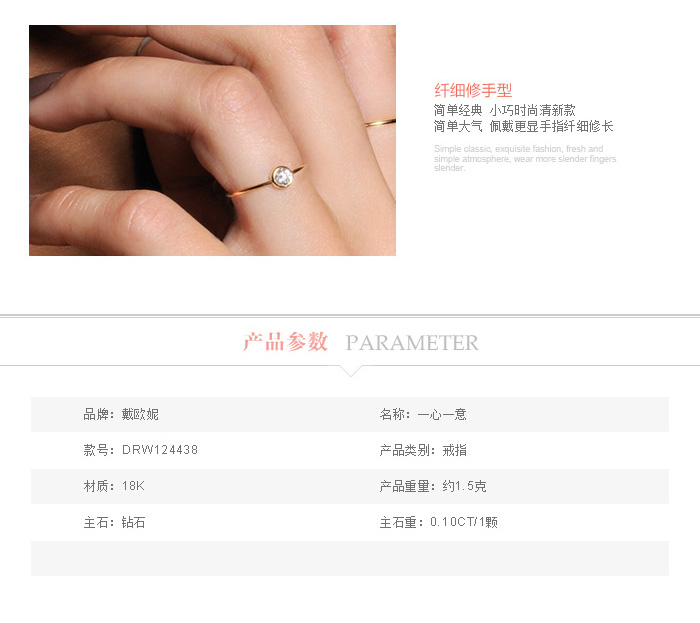 纤细修手型
简单经典 小巧时尚清新款
简单大气 佩戴更显手指纤细修长
Simple classic, exquisite fashion, fresh and
simple atmosphere, wear more slender fingers
slender.
产品参数 PARAMETER
品牌：戴欧妮 名称：一心一意
款号：DRW124438 产品类别：戒指
材质：18K 产品重量：约1.5克
主石：钻石 主石重：0.10CT/1颗